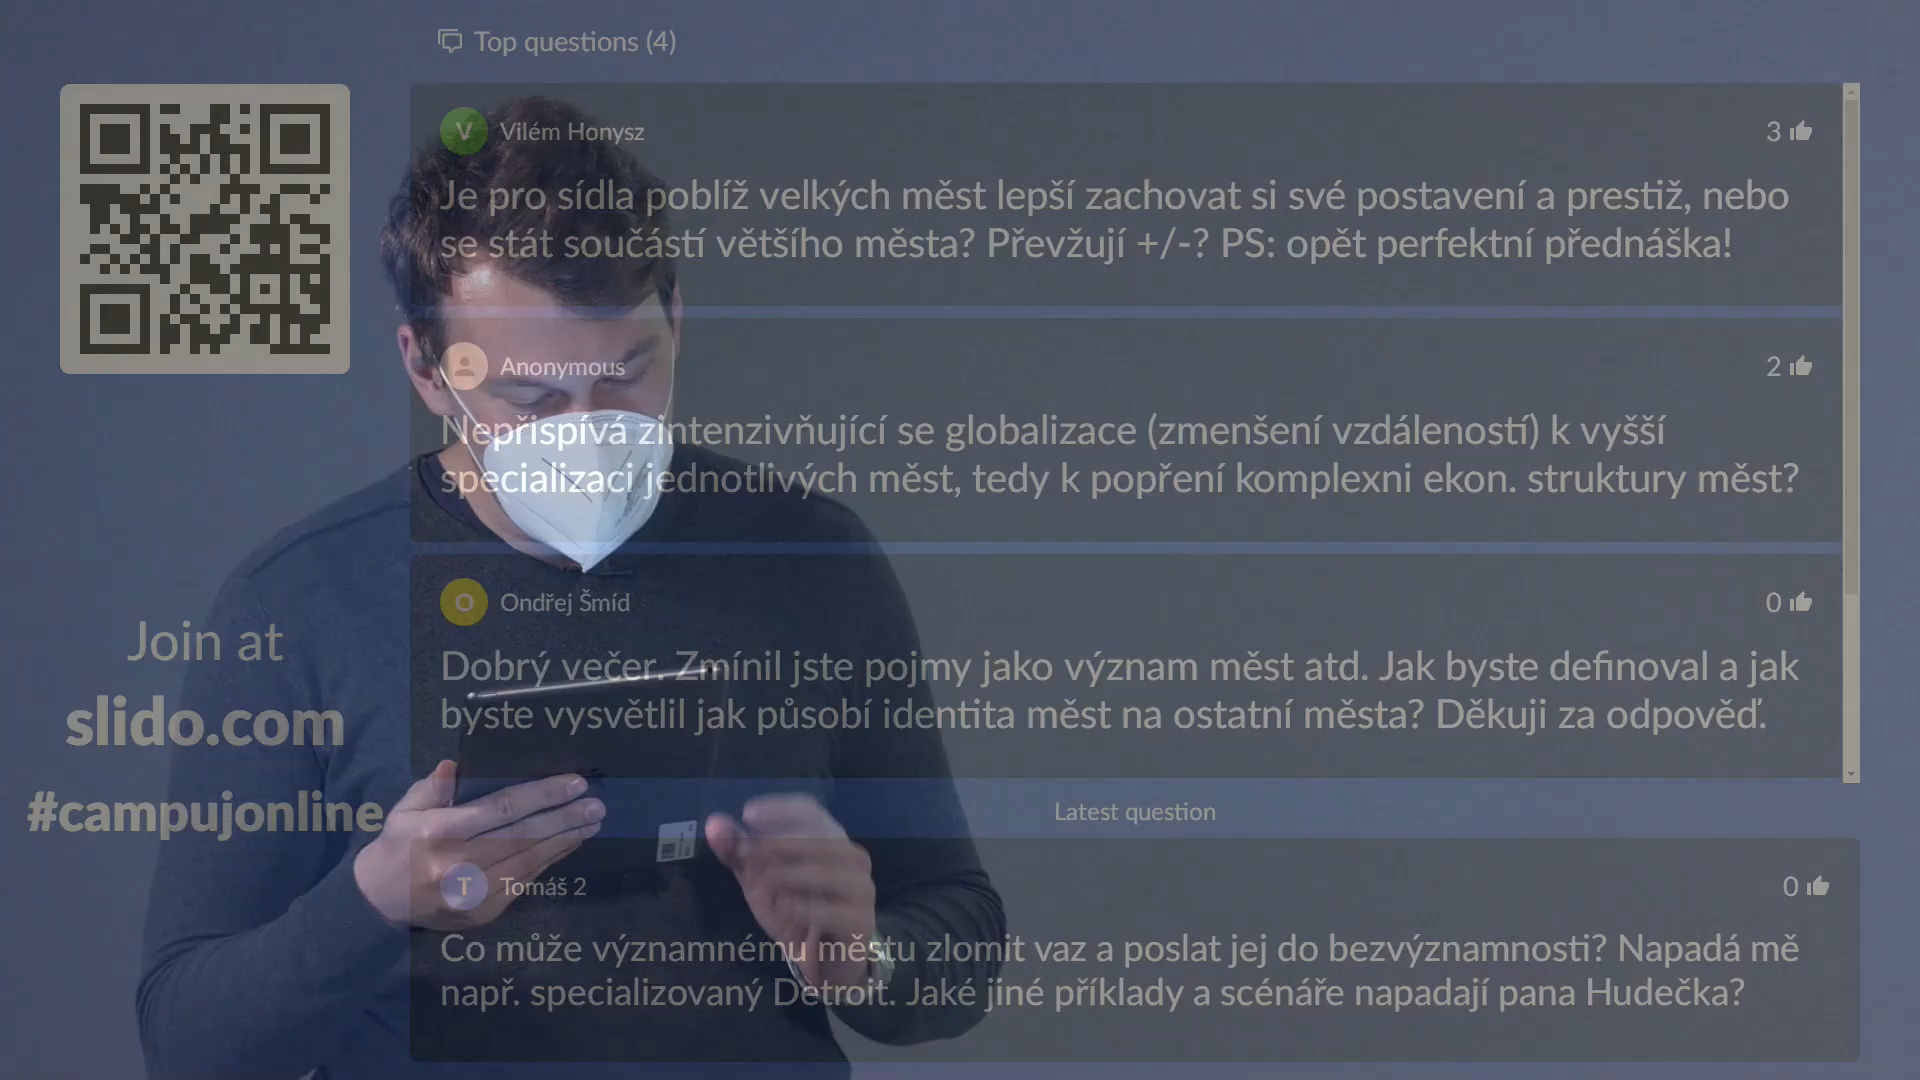 Top questions (4)
V Vilém Honysz 3
Je pro sídla poblíž velkých měst lepší zachovat si své postavení a prestiž, nebo
se stát součástí většího města? Převžují +/-? PS: opět perfektní přednáška!
Anonymous 2
Nepřispívá zintenzivňující se globalizace (zmenšení vzdáleností) k vyšší
specializaci jednotlivých měst, tedy k popření komplexni ekon. struktury měst?
O Ondřej Šmíd 0
Dobrý večer. Zmínil jste pojmy jako význam měst atd. Jak byste definoval a jak
byste vysvětlil jak působí identita měst na ostatní města? Děkuji za odpověď.
Join at
slido.com
#campujonline
Latest question
T Tomáš 2 0
Co může významnému městu zlomit vaz a poslat jej do bezvýznamnosti? Napadá mě
např. specializovaný Detroit. Jaké jiné příklady a scénáře napadají pana Hudečka?